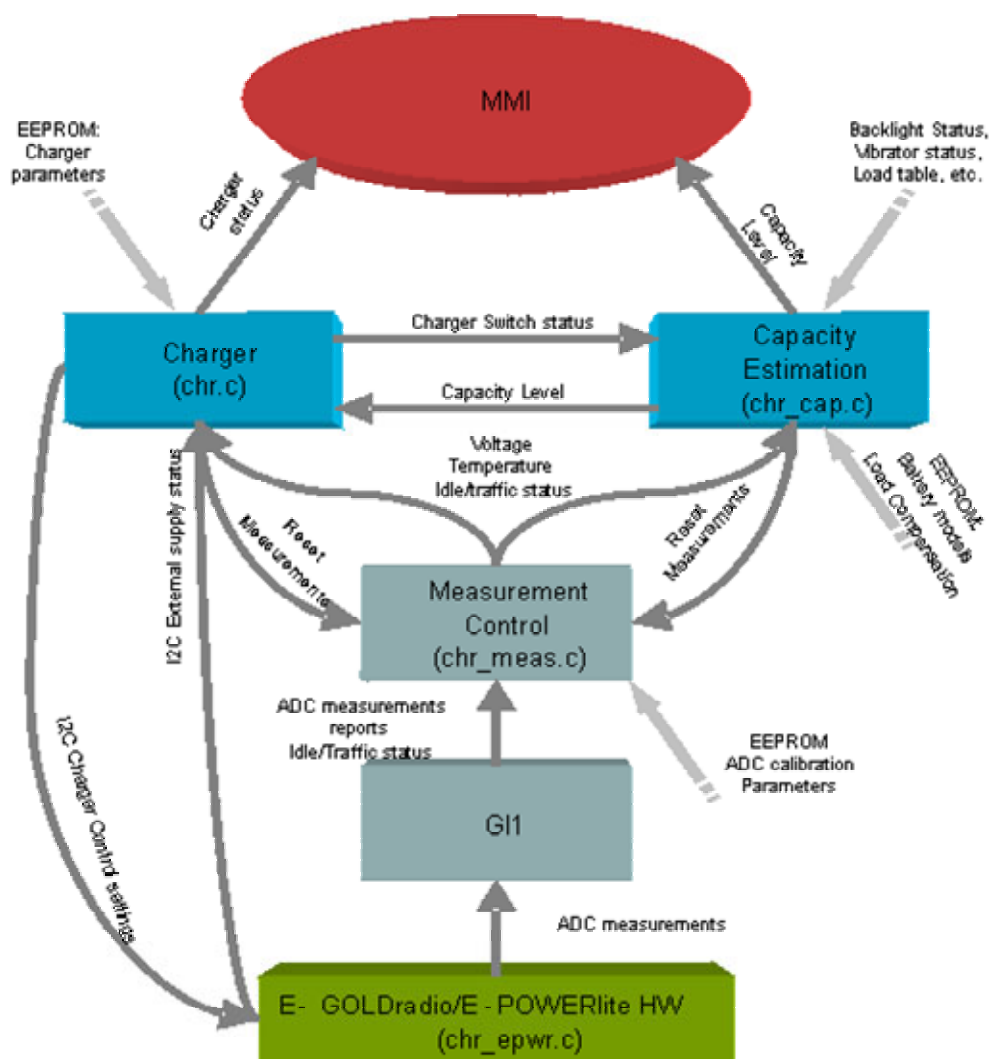 MMI
EEPROM:
Charger
parameters
Backlight Status,
Vibrator status,
Load table, etc.
Charger
status
Capacity
Level
Charger
(chr.c)
Charger Switch status
Capacity Level
Capacity
Estimation
(chr_cap.c)
Voltage
Temperature
Idle/traffic status
I2C External supply status
Reset
Measurements
Reset
Measurements
EEPROM:
Battery models
Load Compensation
Measurement
Control
(chr_meas.c)
ADC measurements
reports
Idle/Traffic status
EEPROM
ADC calibration
Parameters
I2C Charger Control settings
GI1
ADC measurements
E- GOLDradio/E - POWERlite HW
(chr_epwr.c)